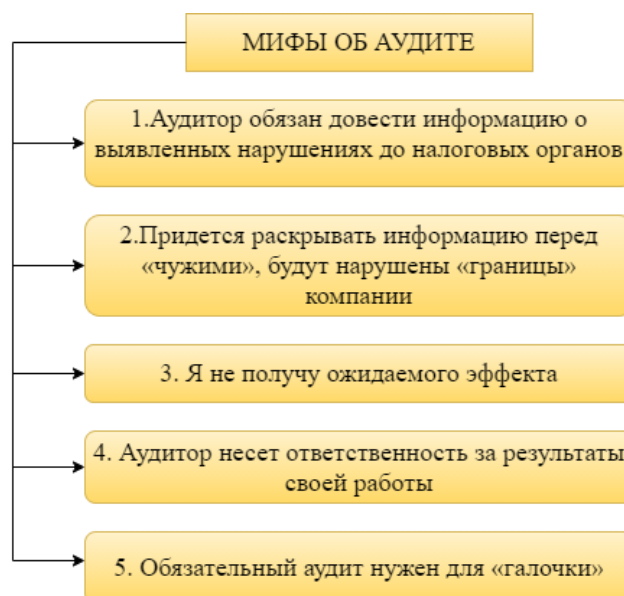 МИФЫ ОБ АУДИТЕ
1.Аудитор обязан довести информацию о
выявленных нарушениях до налоговых органов
2.Придется раскрывать информацию перед
«чужими», будут нарушены «границы»
компании
3. Я не получу ожидаемого эффекта
4. Аудитор несет ответственность за результаты
своей работы
5. Обязательный аудит нужен для «галочки»